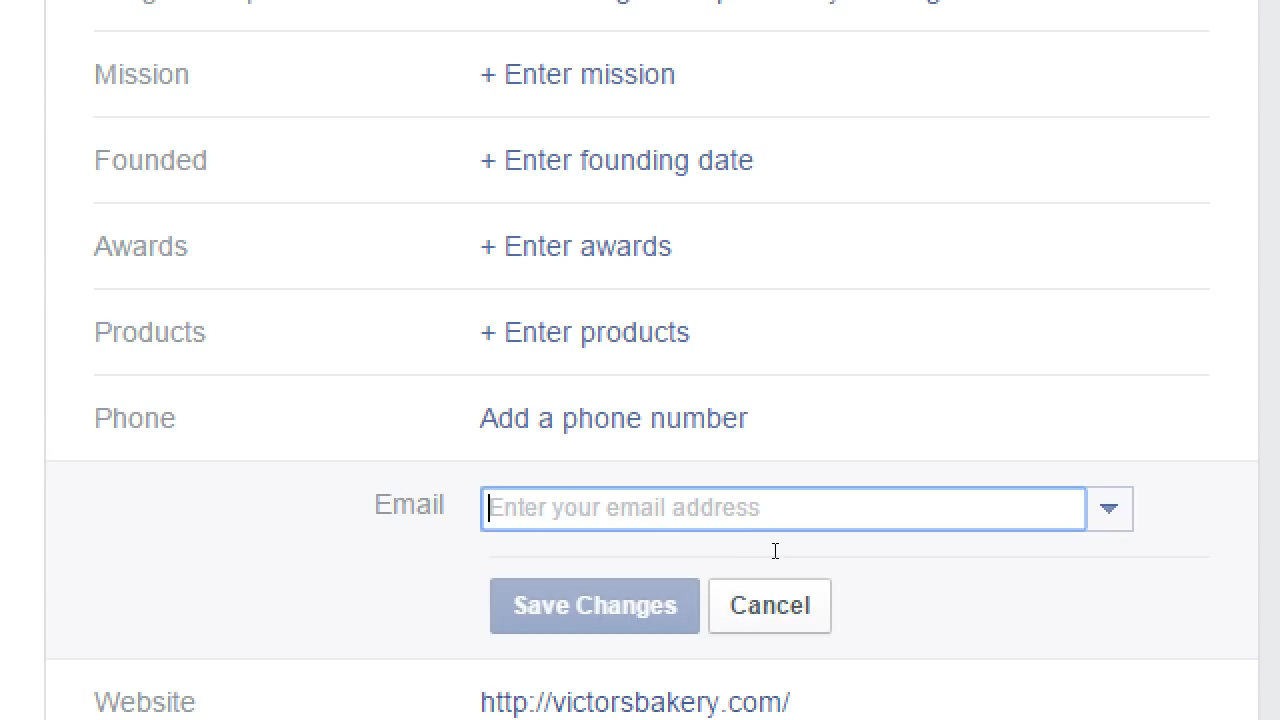 Mission + Enter mission
Founded + Enter founding date
Awards + Enter awards
Products + Enter products
Phone Add a phone number
Email Enter your email address
Save Changes Cancel
Website http://victorsbakery.com/